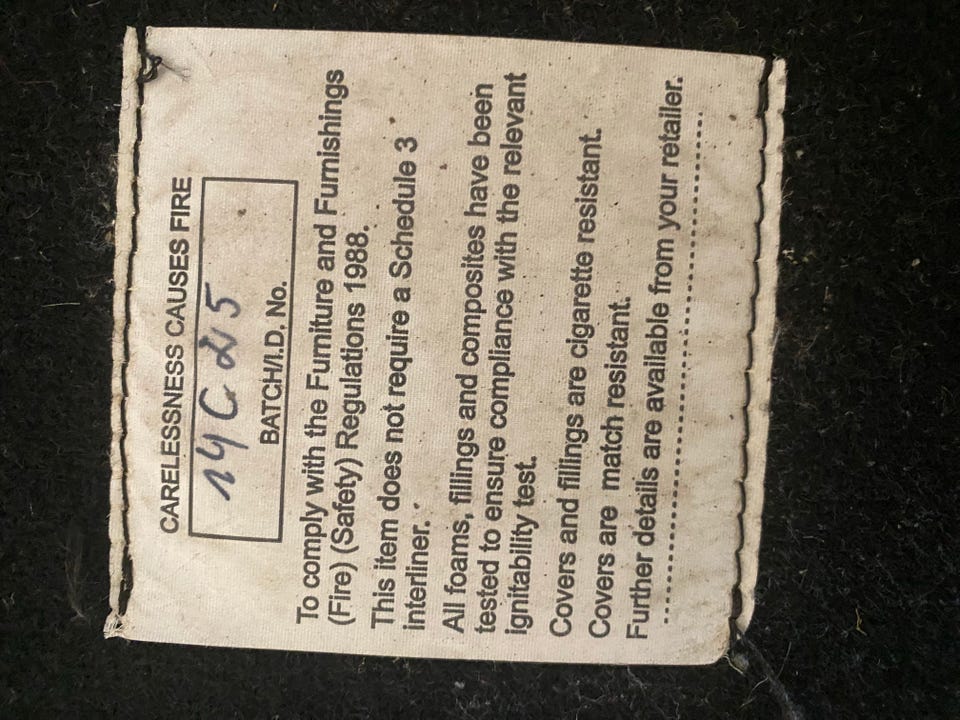 CARELESSNESS CAUSES FIRE
14C 25
BATCH/I.D. No.
To comply with the Furniture and Furnishings
(Fire) (Safety) Regulations 1988.
This item does not require a Schedule 3
interliner.
All foams, fillings and composites have been
tested to ensure compliance with the relevant
ignitability test.
Covers and fillings are cigarette resistant.
Covers are match resistant.
Further details are available from your retailer.